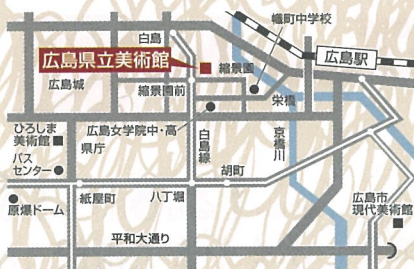 白島
幟町中学校
広島県立美術館
縮景園
広島駅
広島城
縮景園前
栄橋
ひろしま
美術館
広島女学院中・高
県庁
白島線
京橋川
バス
センター
胡町
原爆ドーム
紙屋町
八丁堀
広島市
現代美術館
平和大通り